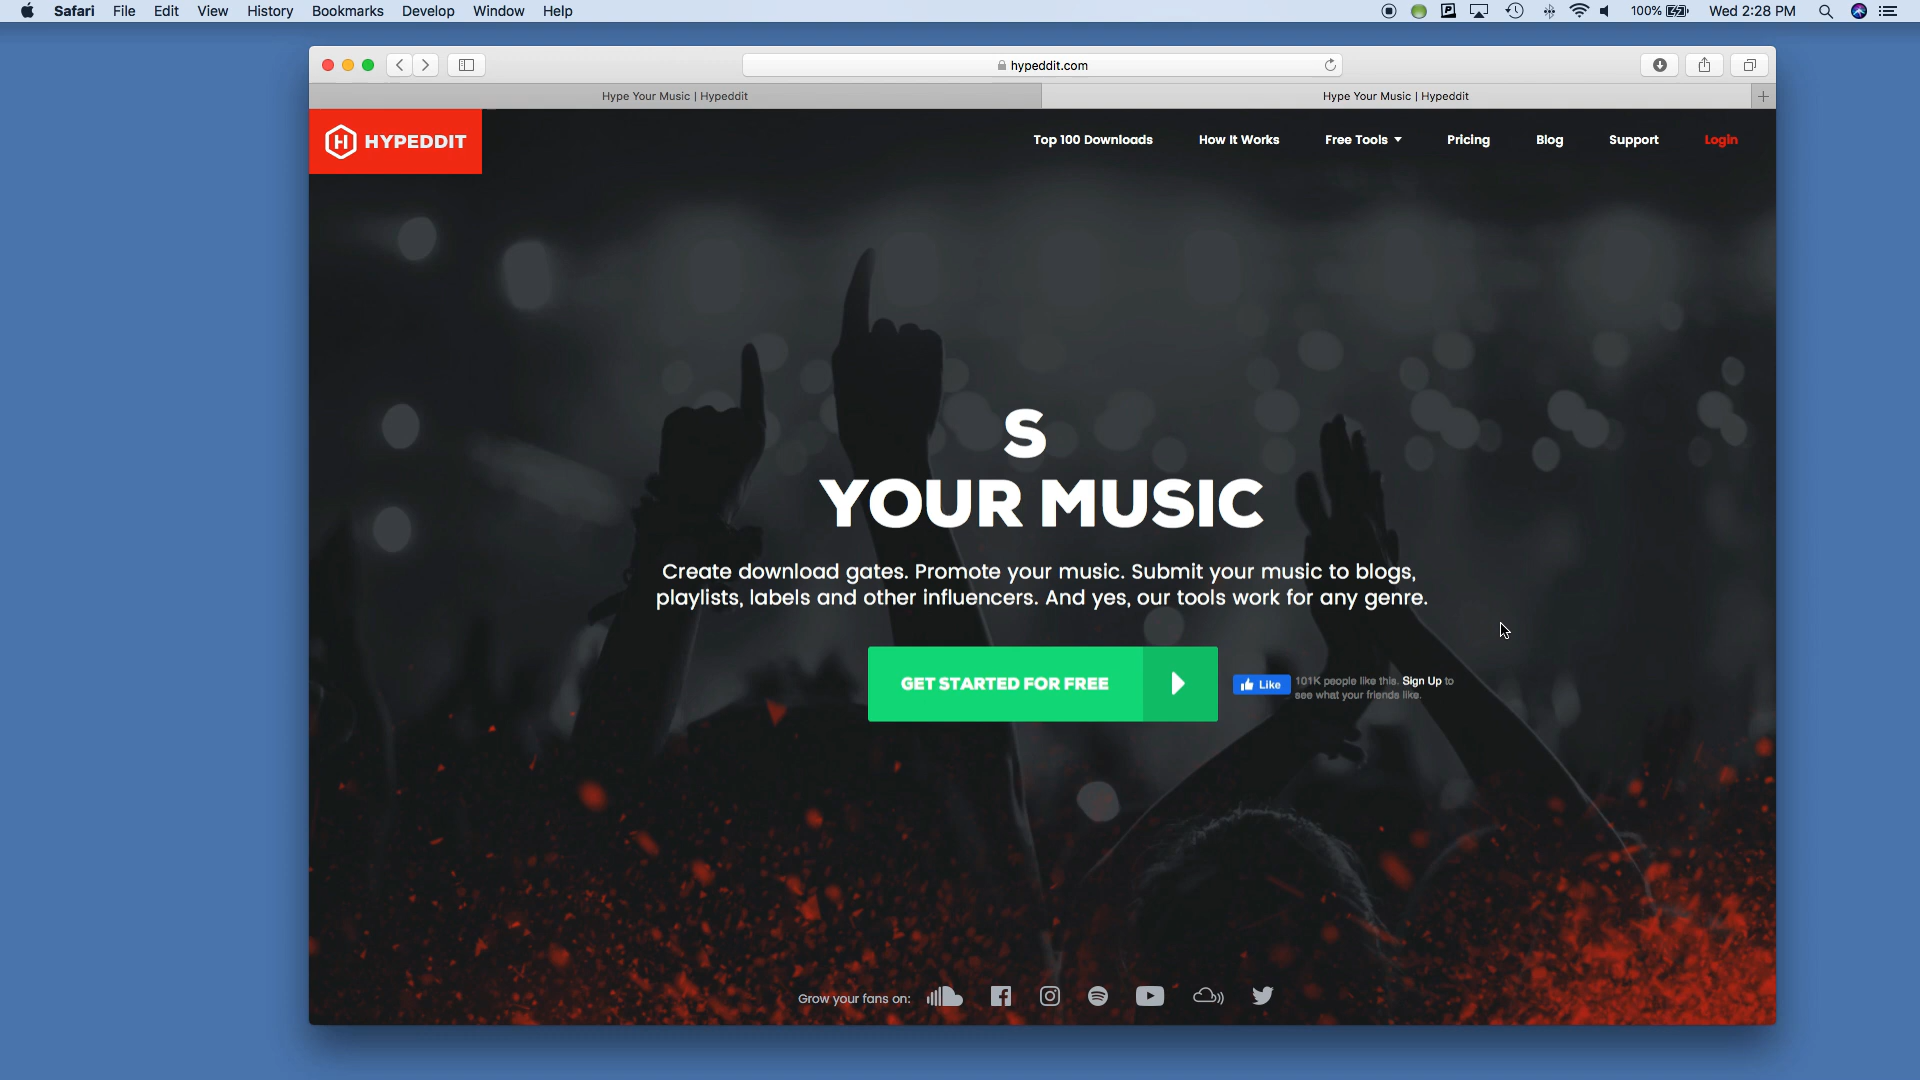 Safari File Edit View History Bookmarks Develop Window Help 100% Wed 2:28 PM
hypeddit.com
Hype Your Music | Hypeddit Hype Your Music | Hypeddit
HYPEDDIT Top 100 Downloads How It Works Free Tools Pricing Blog Support Login
S
YOUR MUSIC
Create download gates. Promote your music. Submit your music to blogs,
playlists, labels and other influencers. And yes, our tools work for any genre.
GET STARTED FOR FREE Like 101K people like this. Sign Up to
see what your friends like.
Grow your fans on: